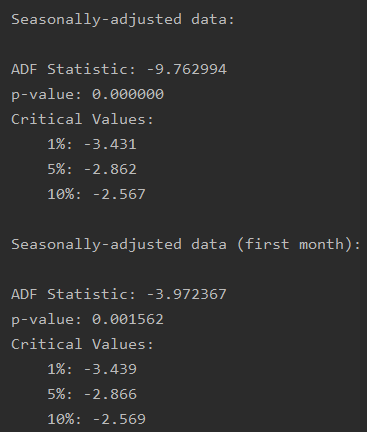 Seasonally-adjusted data:
ADF Statistic: -9.762994
p-value: 0.000000
Critical Values:
1%: -3.431
5%: -2.862
10%: -2.567
Seasonally-adjusted data (first month):
ADF Statistic: -3.972367
p-value: 0.001562
Critical Values:
1%: -3.439
5%: -2.866
10%: -2.569